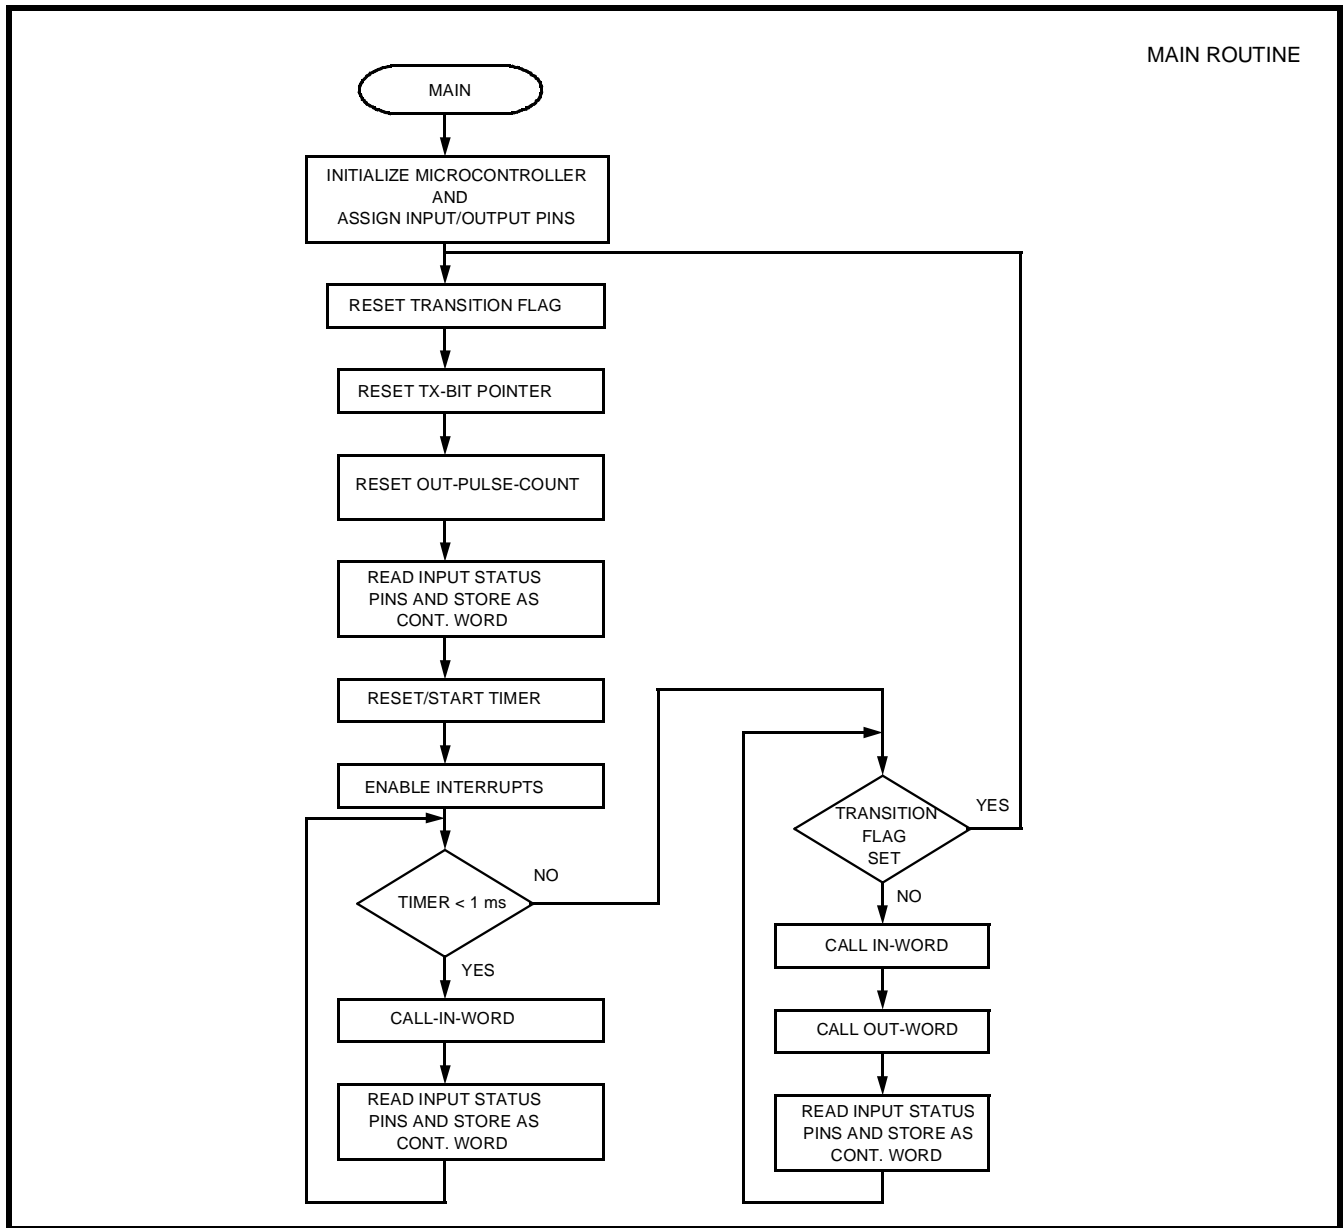 MAIN ROUTINE
MAIN
INITIALIZE MICROCONTROLLER
AND
ASSIGN INPUT/OUTPUT PINS
RESET TRANSITION FLAG
RESET TX-BIT POINTER
RESET OUT-PULSE-COUNT
READ INPUT STATUS
PINS AND STORE AS
CONT. WORD
RESET/START TIMER
ENABLE INTERRUPTS
TIMER < 1 ms
NO
YES
CALL-IN-WORD
READ INPUT STATUS
PINS AND STORE AS
CONT. WORD
TRANSITION
FLAG
SET
YES
NO
CALL IN-WORD
CALL OUT-WORD
READ INPUT STATUS
PINS AND STORE AS
CONT. WORD